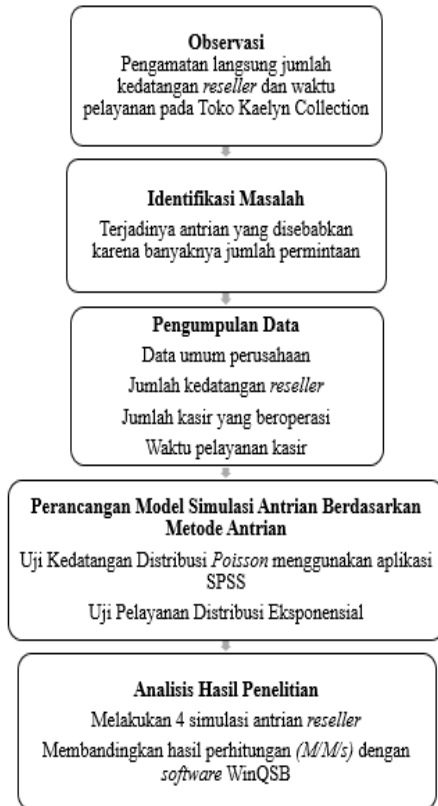 Observasi
Pengamatan langsung jumlah
kedatangan reseller dan waktu
pelayanan pada Toko Kaelyn Collection
Identifikasi Masalah
Terjadinya antrian yang disebabkan
karena banyaknya jumlah permintaan
Pengumpulan Data
Data umum perusahaan
Jumlah kedatangan reseller
Jumlah kasir yang beroperasi
Waktu pelayanan kasir
Perancangan Model Simulasi Antrian Berdasarkan
Metode Antrian
Uji Kedatangan Distribusi Poisson menggunakan aplikasi
SPSS
Uji Pelayanan Distribusi Eksponensial
Analisis Hasil Penelitian
Melakukan 4 simulasi antrian reseller
Membandingkan hasil perhitungan (M/M/s) dengan
software WinQSB